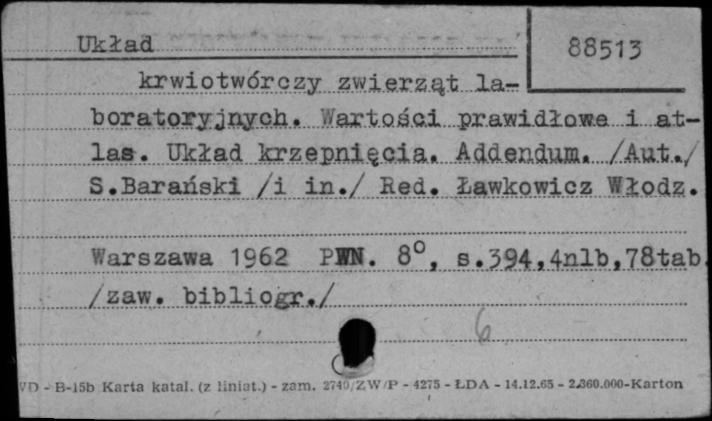 Układ
88513
krwiotwórczy zwierząt la-
boratoryjnych. Wartości prawidłowe i at-
las. Układ krzepnięcia. Addendum. /Aut./
S.Barański /i in./ Red. Ławkowicz Włodz.
Warszawa 1962 PWN. 8°, s.394,4nlb,78tab.
/zaw. bibliogr./
6
VD - B-15b Karta katal. (z liniat.) - zam. 2740/ZW/P - 4275 - ŁDA - 14.12.65 - 2.360.000-Karton